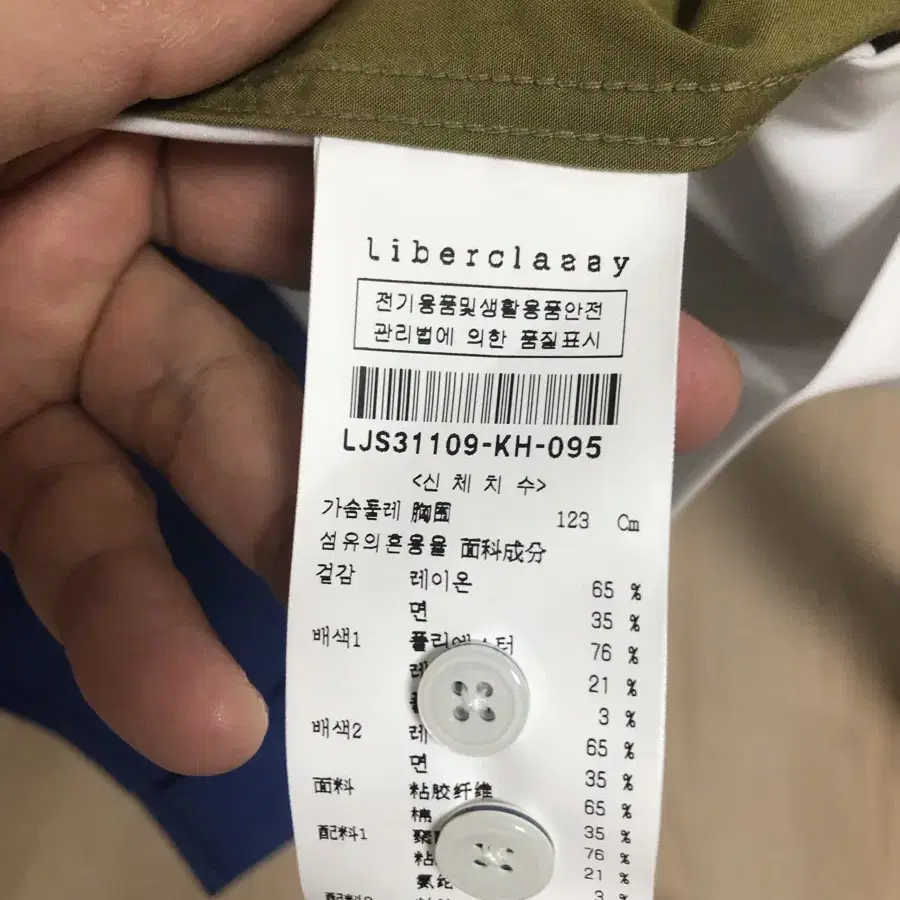 liberclassy
전기용품및생활용품안전
관리법에 의한 품질표시
LJS31109-KH-095
<신 체 치 수>
가슴둘레 胸围 123 Cm
섬유의혼용율 面料成分
겉감 레이온 65 %
면 35 %
배색1 76 %
21 %
3 %
배색2 65 %
면 35 %
面料 粘胶纤维 65 %
棉 35 %
配料1 76 %
21 %
3 %